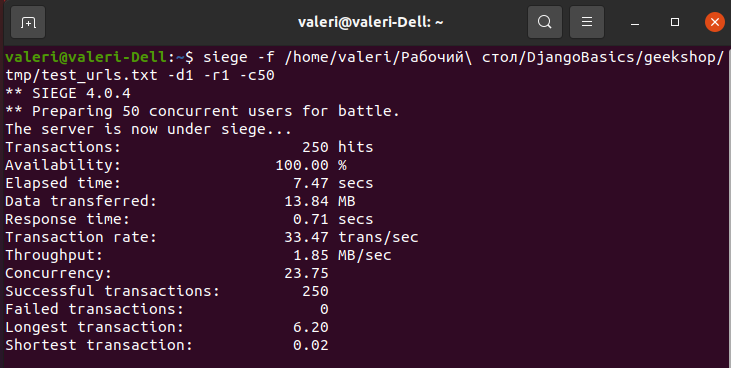 valeri@valeri-Dell: ~
valeri@valeri-Dell:~$ siege -f /home/valeri/Рабочий\ стол/DjangoBasics/geekshop/
tmp/test_urls.txt -d1 -r1 -c50
** SIEGE 4.0.4
** Preparing 50 concurrent users for battle.
The server is now under siege...
Transactions:                    250 hits
Availability:                 100.00 %
Elapsed time:                   7.47 secs
Data transferred:              13.84 MB
Response time:                  0.71 secs
Transaction rate:              33.47 trans/sec
Throughput:                     1.85 MB/sec
Concurrency:                   23.75
Successful transactions:         250
Failed transactions:               0
Longest transaction:            6.20
Shortest transaction:           0.02